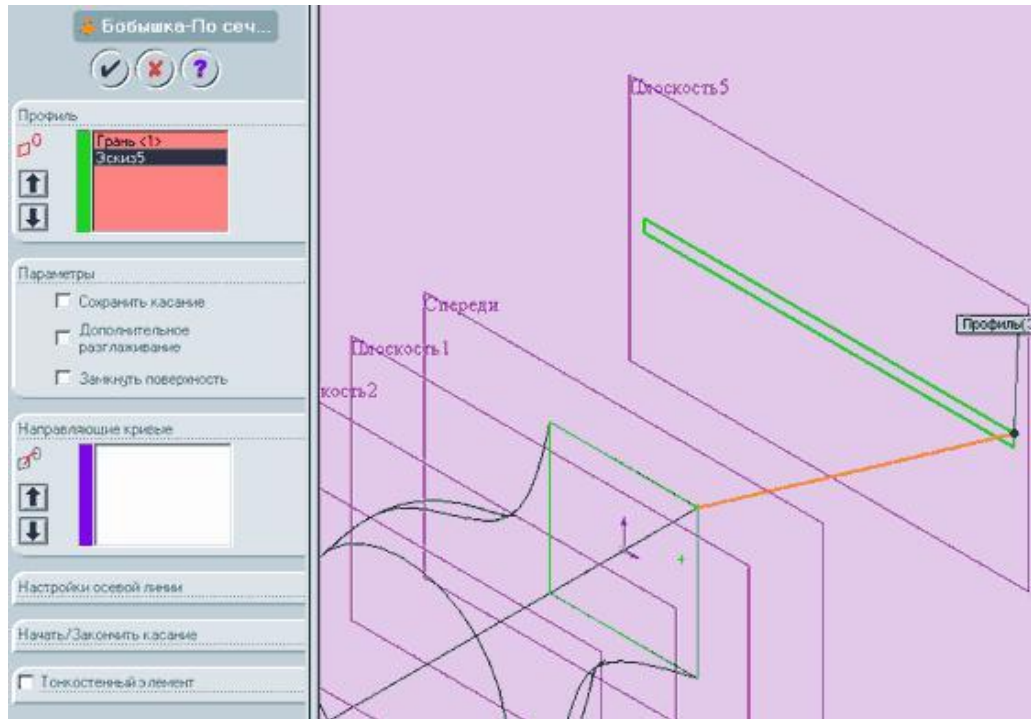 Бобышка-По сеч...
?
Профиль
Грань <1>
Эскиз5
Параметры
Сохранить касание
Дополнительное
разглаживание
Замкнуть поверхность
Направляющие кривые
Настройки осевой линии
Начать/Закончить касание
Тонкостенный элемент
Плоскость5
Профиль(
Спереди
Плоскость1
кость2